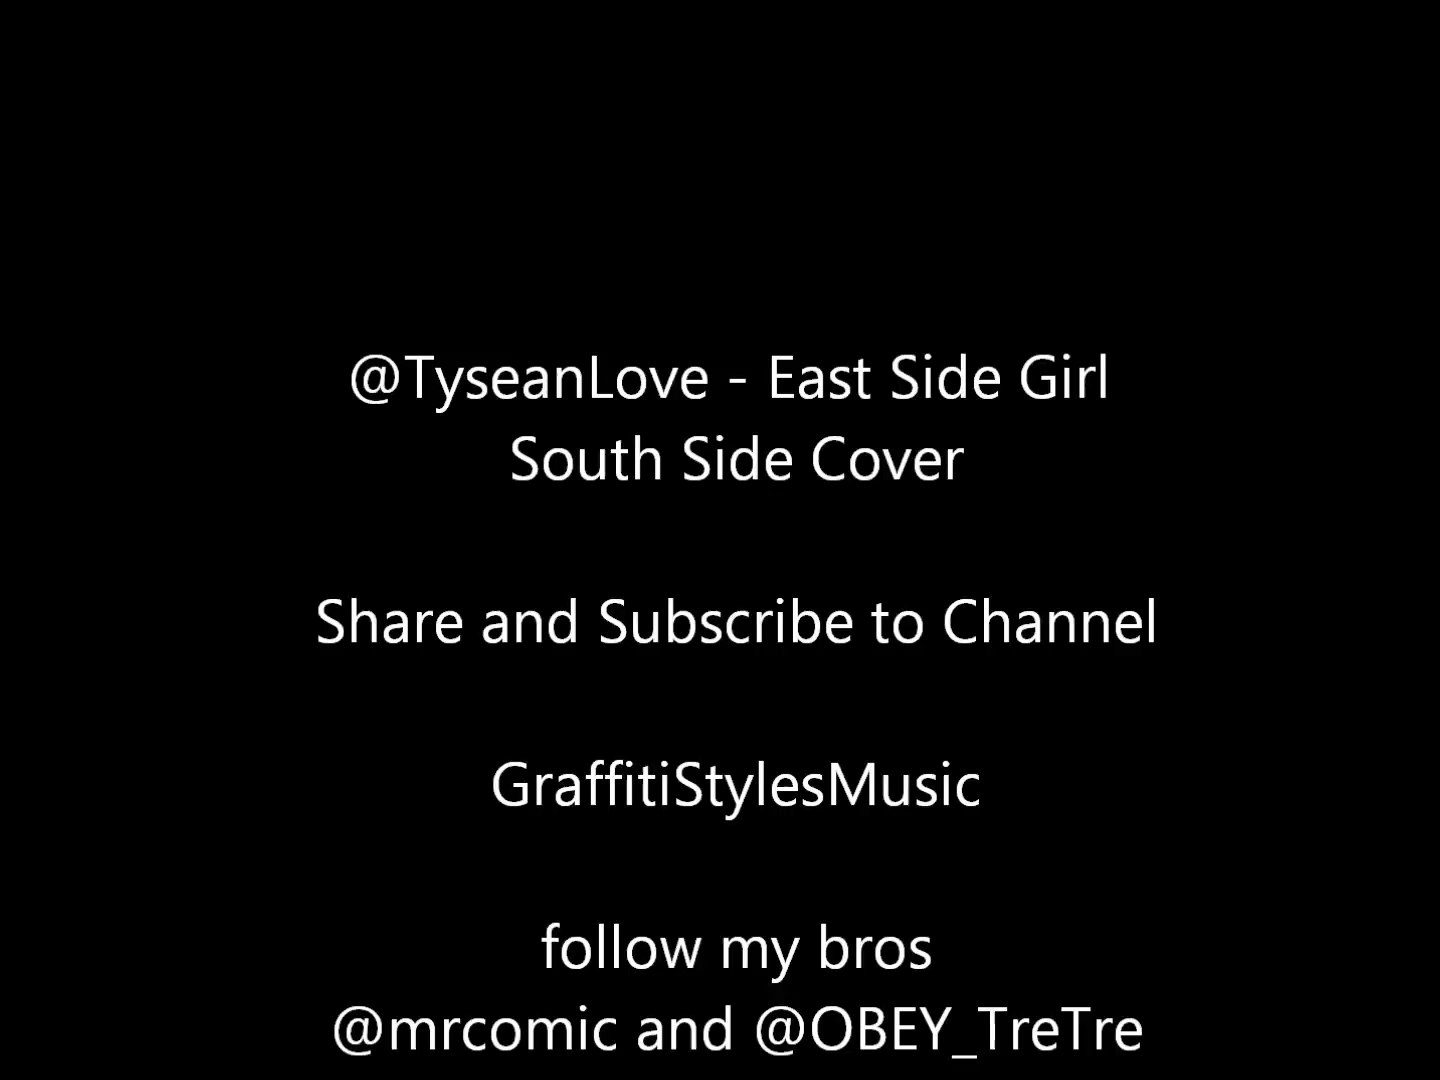 @TyseanLove - East Side Girl
South Side Cover
Share and Subscribe to Channel
GraffitiStylesMusic
follow my bros
@mrcomic and @OBEY_TreTre